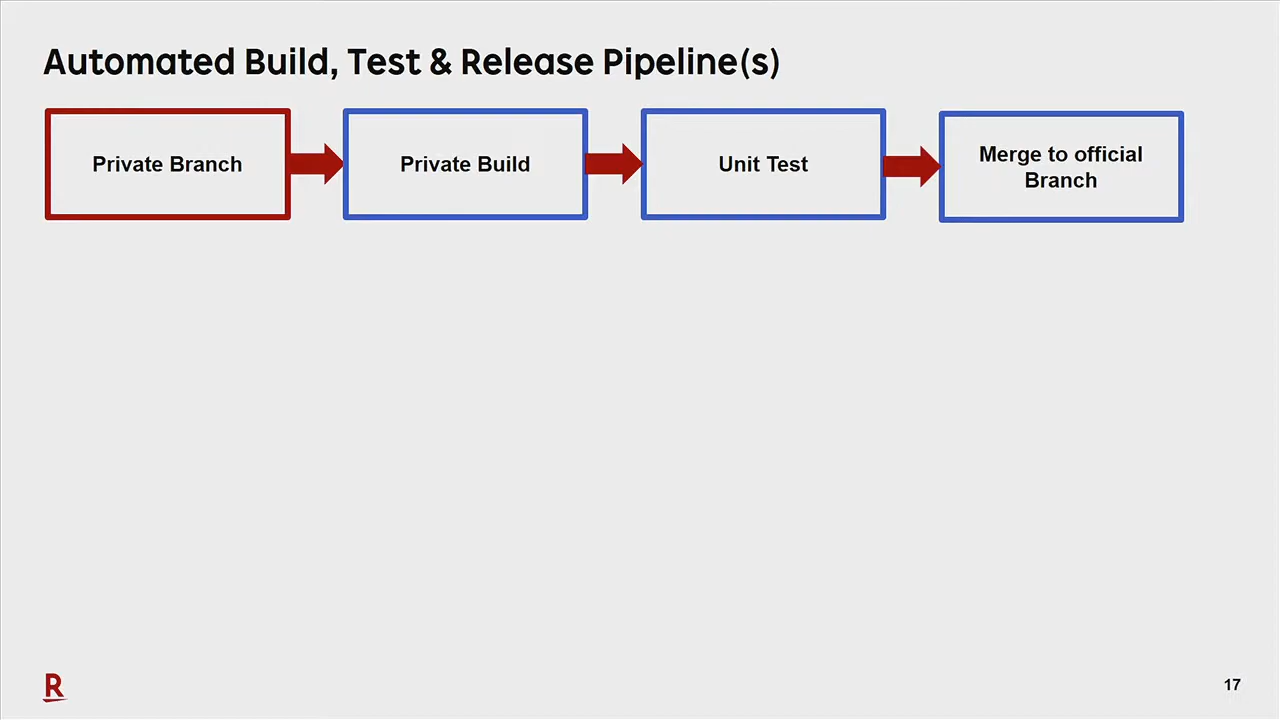 Automated Build, Test & Release Pipeline(s)
Private Branch
Private Build
Unit Test
Merge to official
Branch
R
17